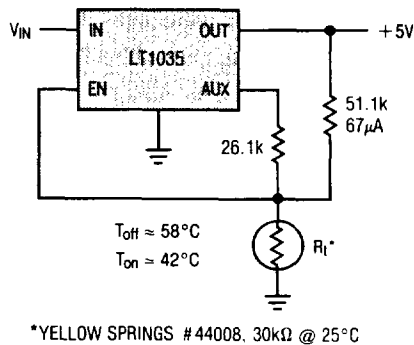 V_IN
IN
OUT
+5V
LT1035
EN
AUX
51.1k
67μA
26.1k
T_off ≈ 58°C
T_on ≃ 42°C
R_t*
*YELLOW SPRINGS #44008, 30kΩ @ 25°C